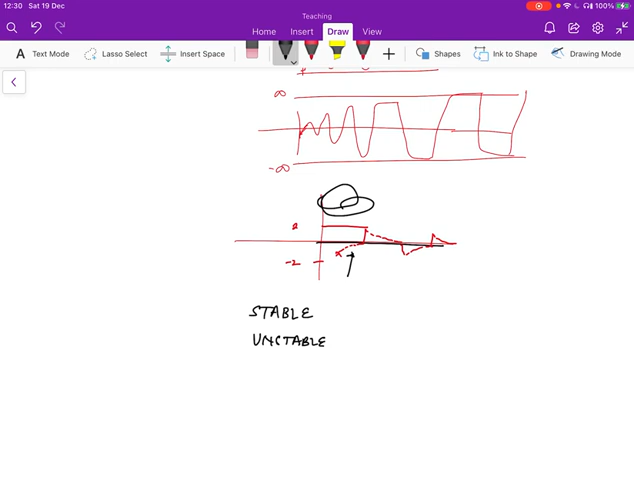 12:30 Sat 19 Dec
100%
Teaching
Home Insert Draw View
Text Mode Lasso Select Insert Space Shapes Ink to Shape Drawing Mode
∞
-∞
-2
STABLE
UNSTABLE